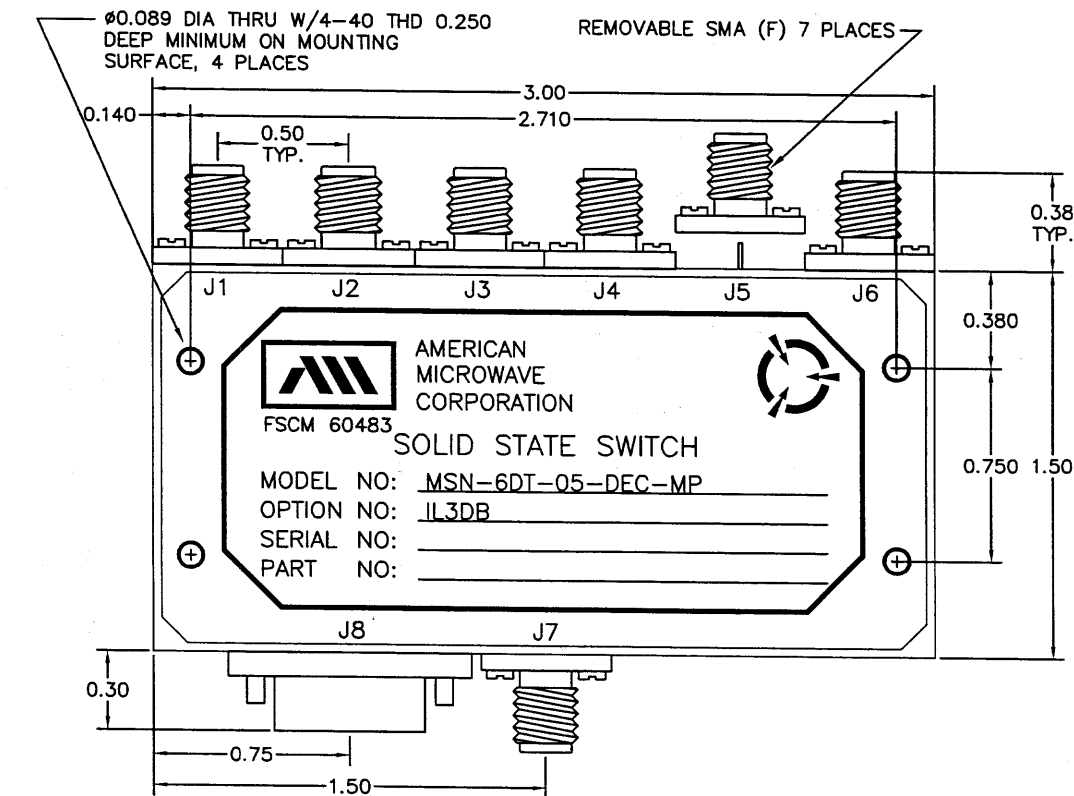 ø0.089 DIA THRU W/4-40 THD 0.250
DEEP MINIMUM ON MOUNTING
SURFACE, 4 PLACES
REMOVABLE SMA (F) 7 PLACES
3.00
0.140
2.710
0.50
TYP.
0.38
TYP.
J1 J2 J3 J4 J5 J6
0.380
AMERICAN
MICROWAVE
CORPORATION
FSCM 60483
SOLID STATE SWITCH
0.750 1.50
MODEL NO: MSN-6DT-05-DEC-MP
OPTION NO: IL3DB
SERIAL NO:
PART NO:
J8 J7
0.30
0.75
1.50